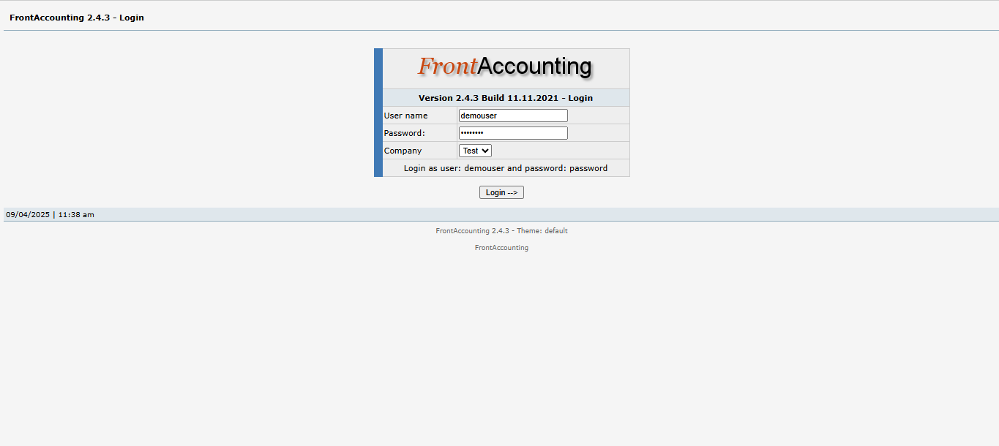 FrontAccounting 2.4.3 - Login
FrontAccounting
Version 2.4.3 Build 11.11.2021 - Login
User name demouser
Password: ••••••••
Company Test
Login as user: demouser and password: password
Login -->
09/04/2025 | 11:38 am
FrontAccounting 2.4.3 - Theme: default
FrontAccounting